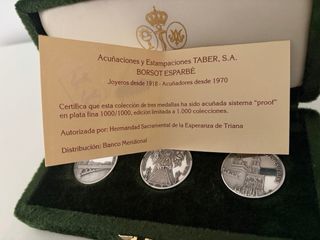 Acuñaciones y Estampaciones TABER, S.A.
BORSOT ESPARBÉ
Joyeros desde 1918 - Acuñadores desde 1970
Certifica que esta colección de tres medallas ha sido acuñada sistema "proof"
en plata fina 1000/1000, edición limitada a 1.000 colecciones.
Autorizada por: Hermandad Sacramental de la Esperanza de Triana
Distribución: Banco Meridional